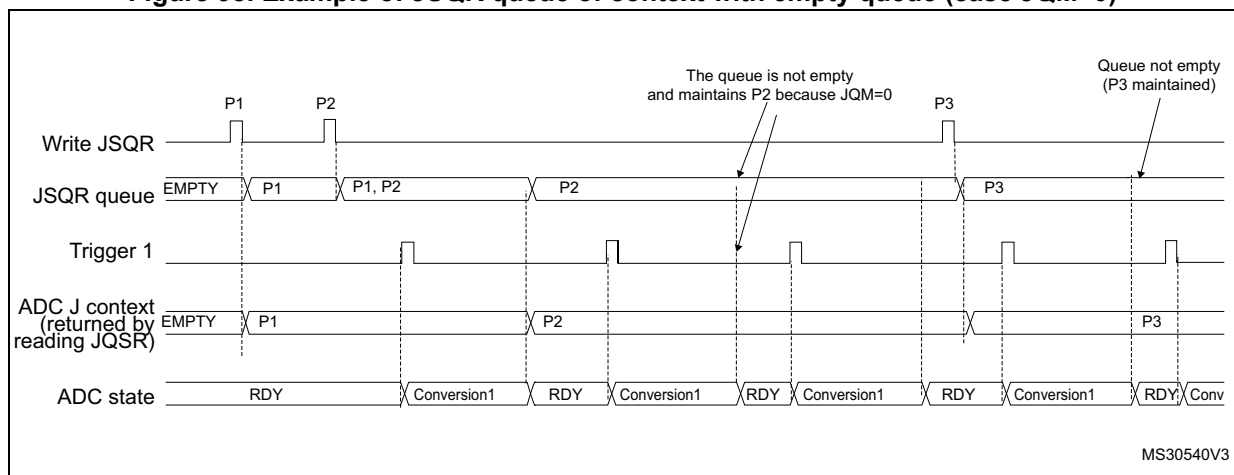 Figure 53. Example of JSQR queue of context with empty queue (case JQM=0)
The queue is not empty
and maintains P2 because JQM=0
Queue not empty
(P3 maintained)
P1
P2
P3
Write JSQR
JSQR queue
EMPTY
P1
P1, P2
P2
P3
Trigger 1
ADC J context
(returned by
reading JQSR)
EMPTY
P1
P2
P3
ADC state
RDY
Conversion1
RDY
Conversion1
RDY
Conversion1
RDY
Conversion1
RDY
Conv
MS30540V3